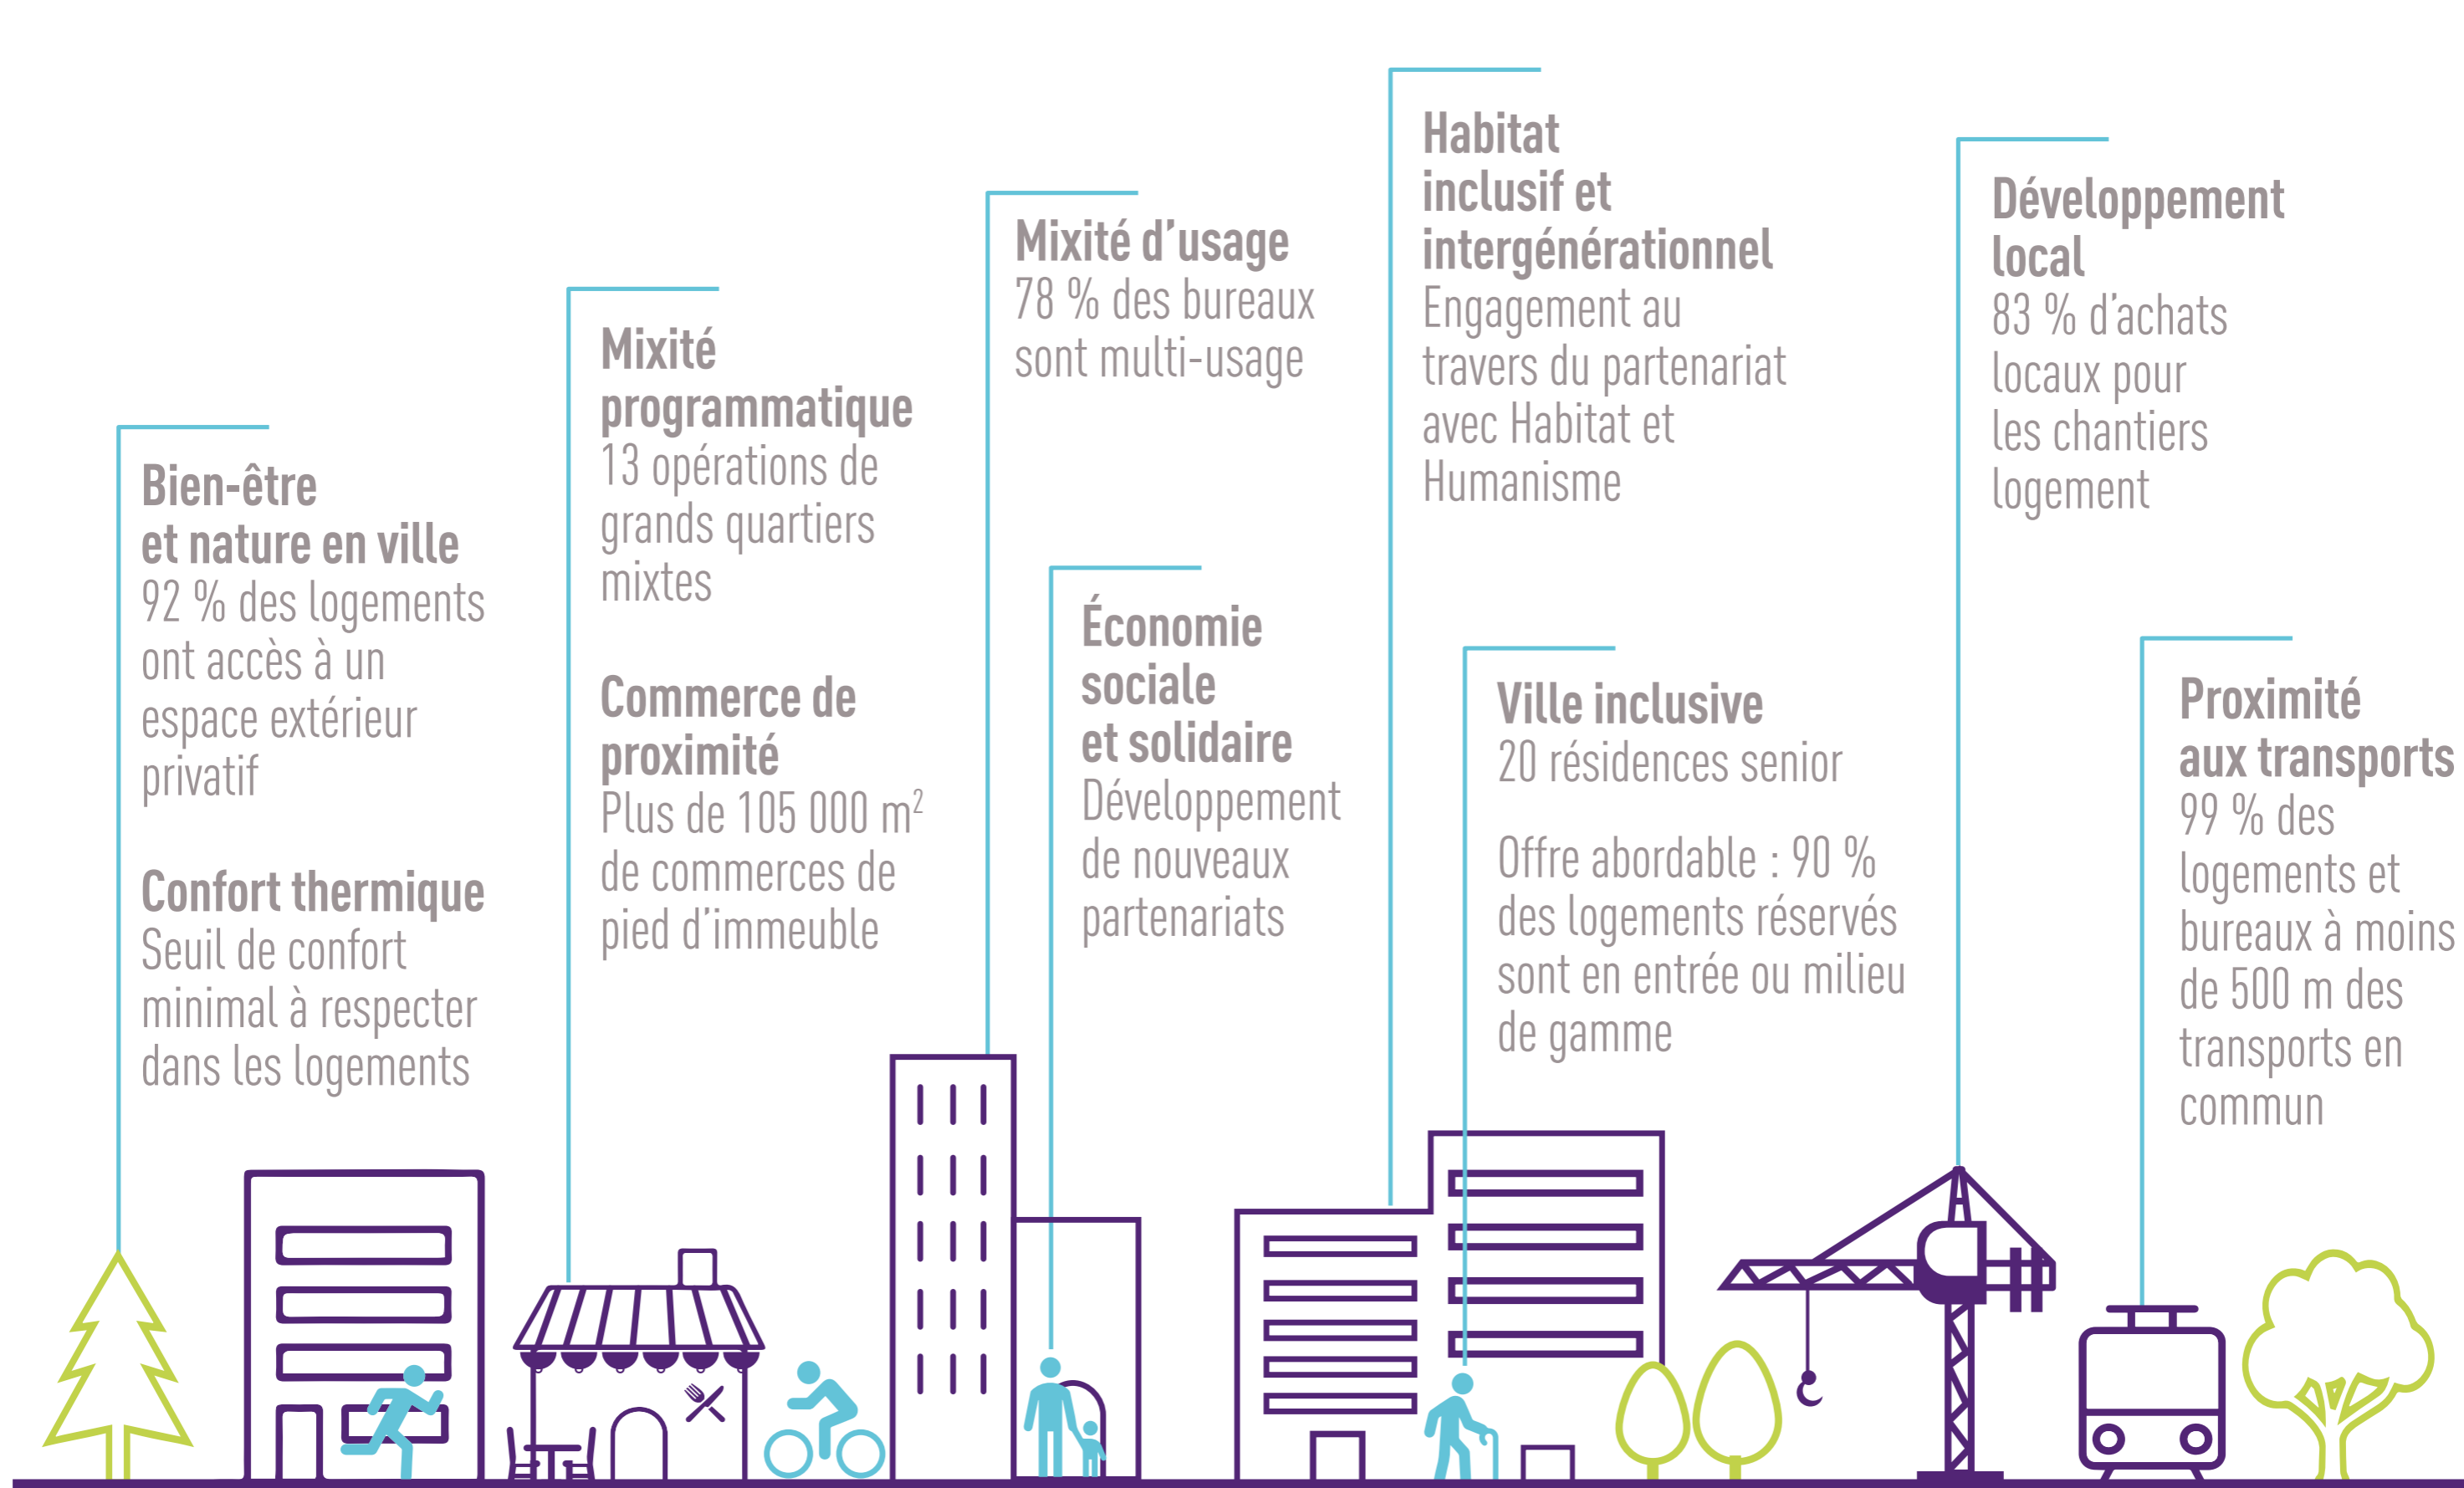 Bien-être
et nature en ville
92 % des logements
ont accès à un
espace extérieur
privatif
Confort thermique
Seuil de confort
minimal à respecter
dans les logements
Mixité
programmatique
13 opérations de
grands quartiers
mixtes
Commerce de
proximité
Plus de 105 000 m²
de commerces de
pied d’immeuble
Mixité d’usage
78 % des bureaux
sont multi-usage
Économie
sociale
et solidaire
Développement
de nouveaux
partenariats
Habitat
inclusif et
intergénérationnel
Engagement au
travers du partenariat
avec Habitat et
Humanisme
Ville inclusive
20 résidences senior
Offre abordable : 90 %
des logements réservés
sont en entrée ou milieu
de gamme
Développement
local
83 % d’achats
locaux pour
les chantiers
logement
Proximité
aux transports
99 % des
logements et
bureaux à moins
de 500 m des
transports en
commun